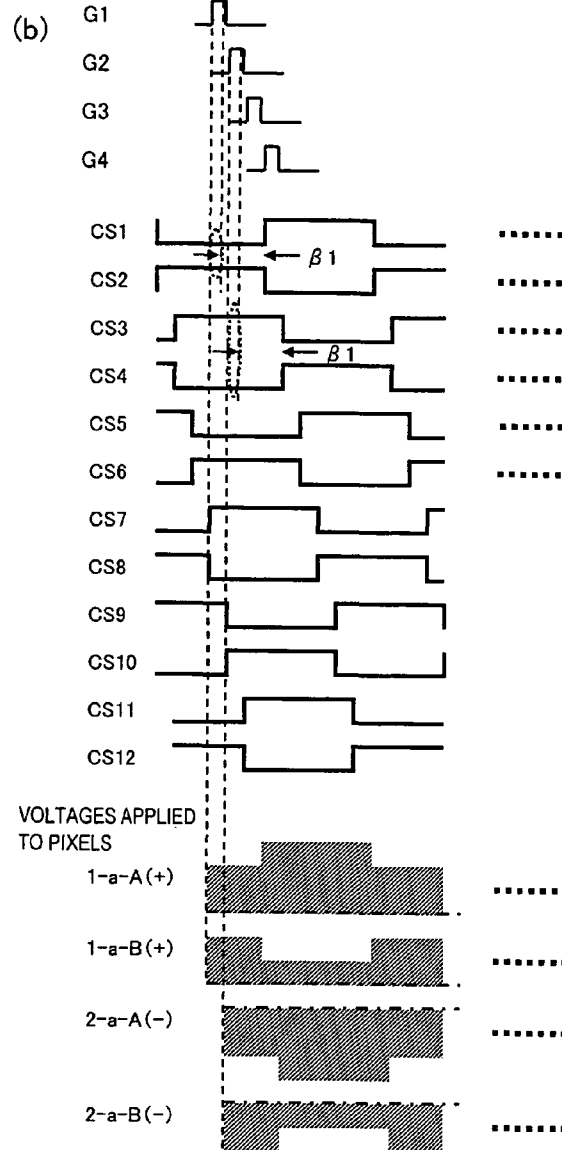 (b)
G1
G2
G3
G4
CS1
β1
CS2
CS3
β1
CS4
CS5
CS6
CS7
CS8
CS9
CS10
CS11
CS12
VOLTAGES APPLIED
TO PIXELS
1-a-A(+)
1-a-B(+)
2-a-A(-)
2-a-B(-)